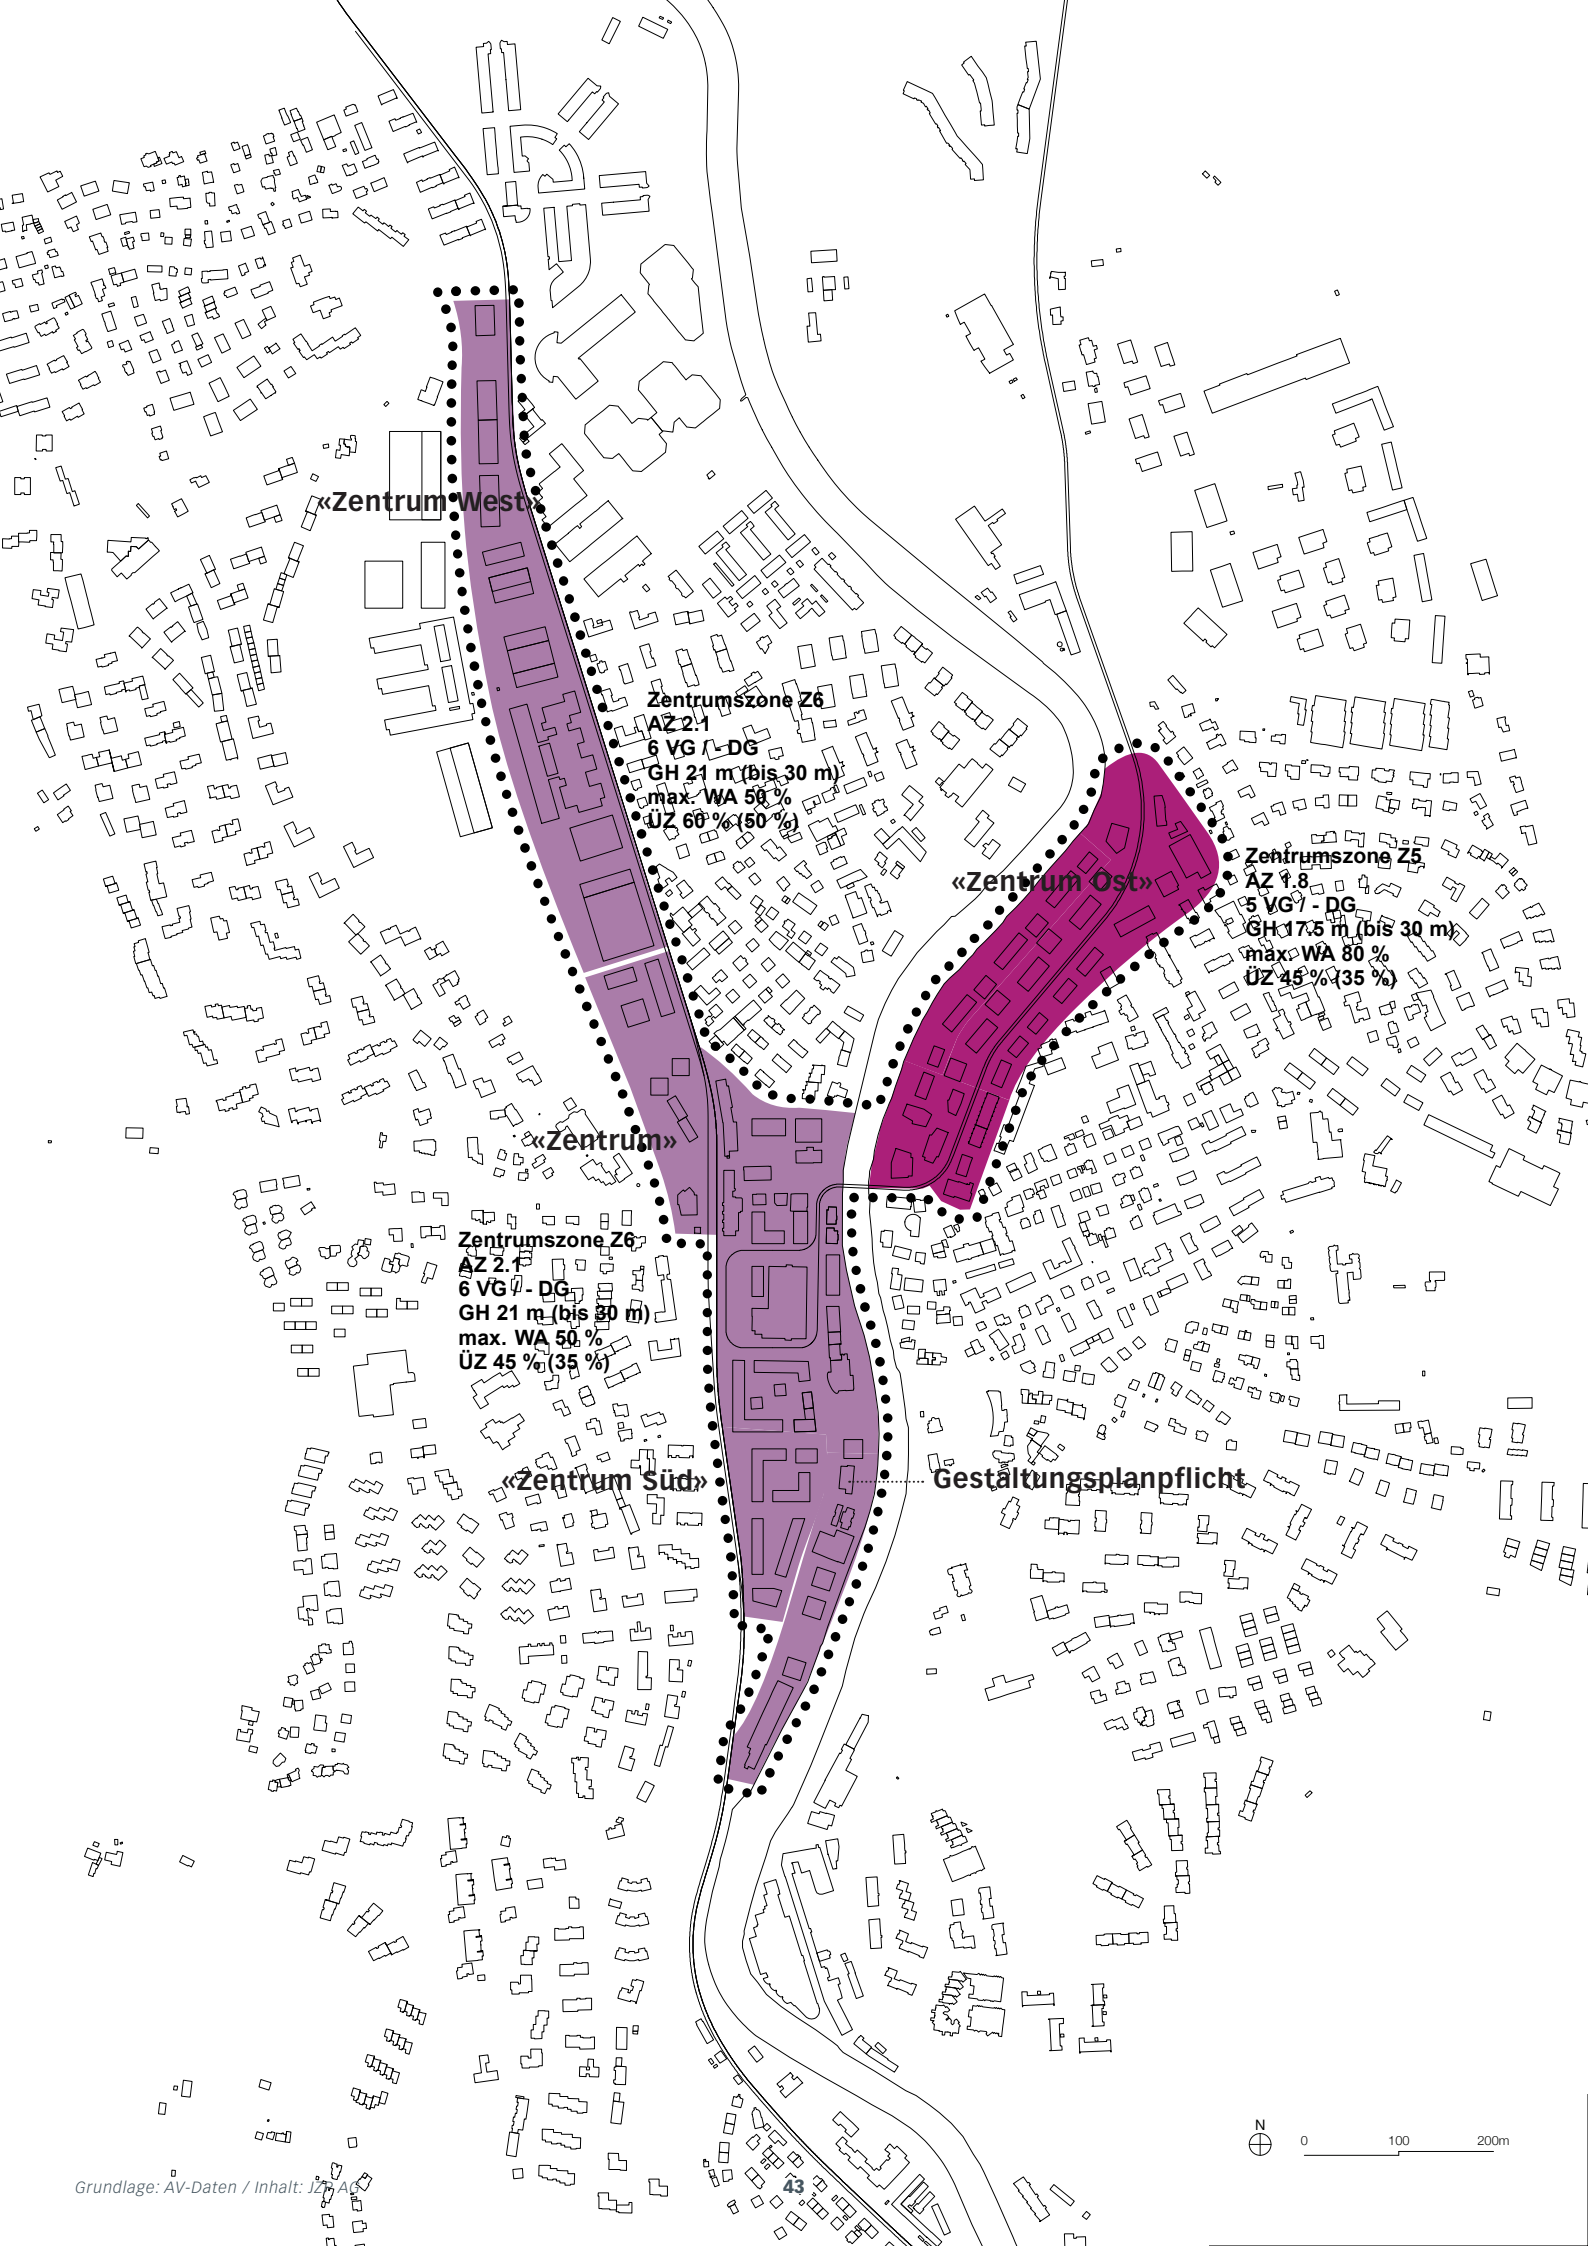 «Zentrum West»
Zentrumszone Z6
AZ 2.1
6 VG / - DG
GH 21 m (bis 30 m)
max. WA 50 %
ÜZ 60 % (50 %)
«Zentrum Ost»
Zentrumszone Z5
AZ 1.8
5 VG / - DG
GH 17.5 m (bis 30 m)
max. WA 80 %
ÜZ 45 % (35 %)
«Zentrum»
Zentrumszone Z6
AZ 2.1
6 VG / - DG
GH 21 m (bis 30 m)
max. WA 50 %
ÜZ 45 % (35 %)
«Zentrum Süd»
Gestaltungsplanpflicht
N
0 100 200m
Grundlage: AV-Daten / Inhalt: JZP AG
43